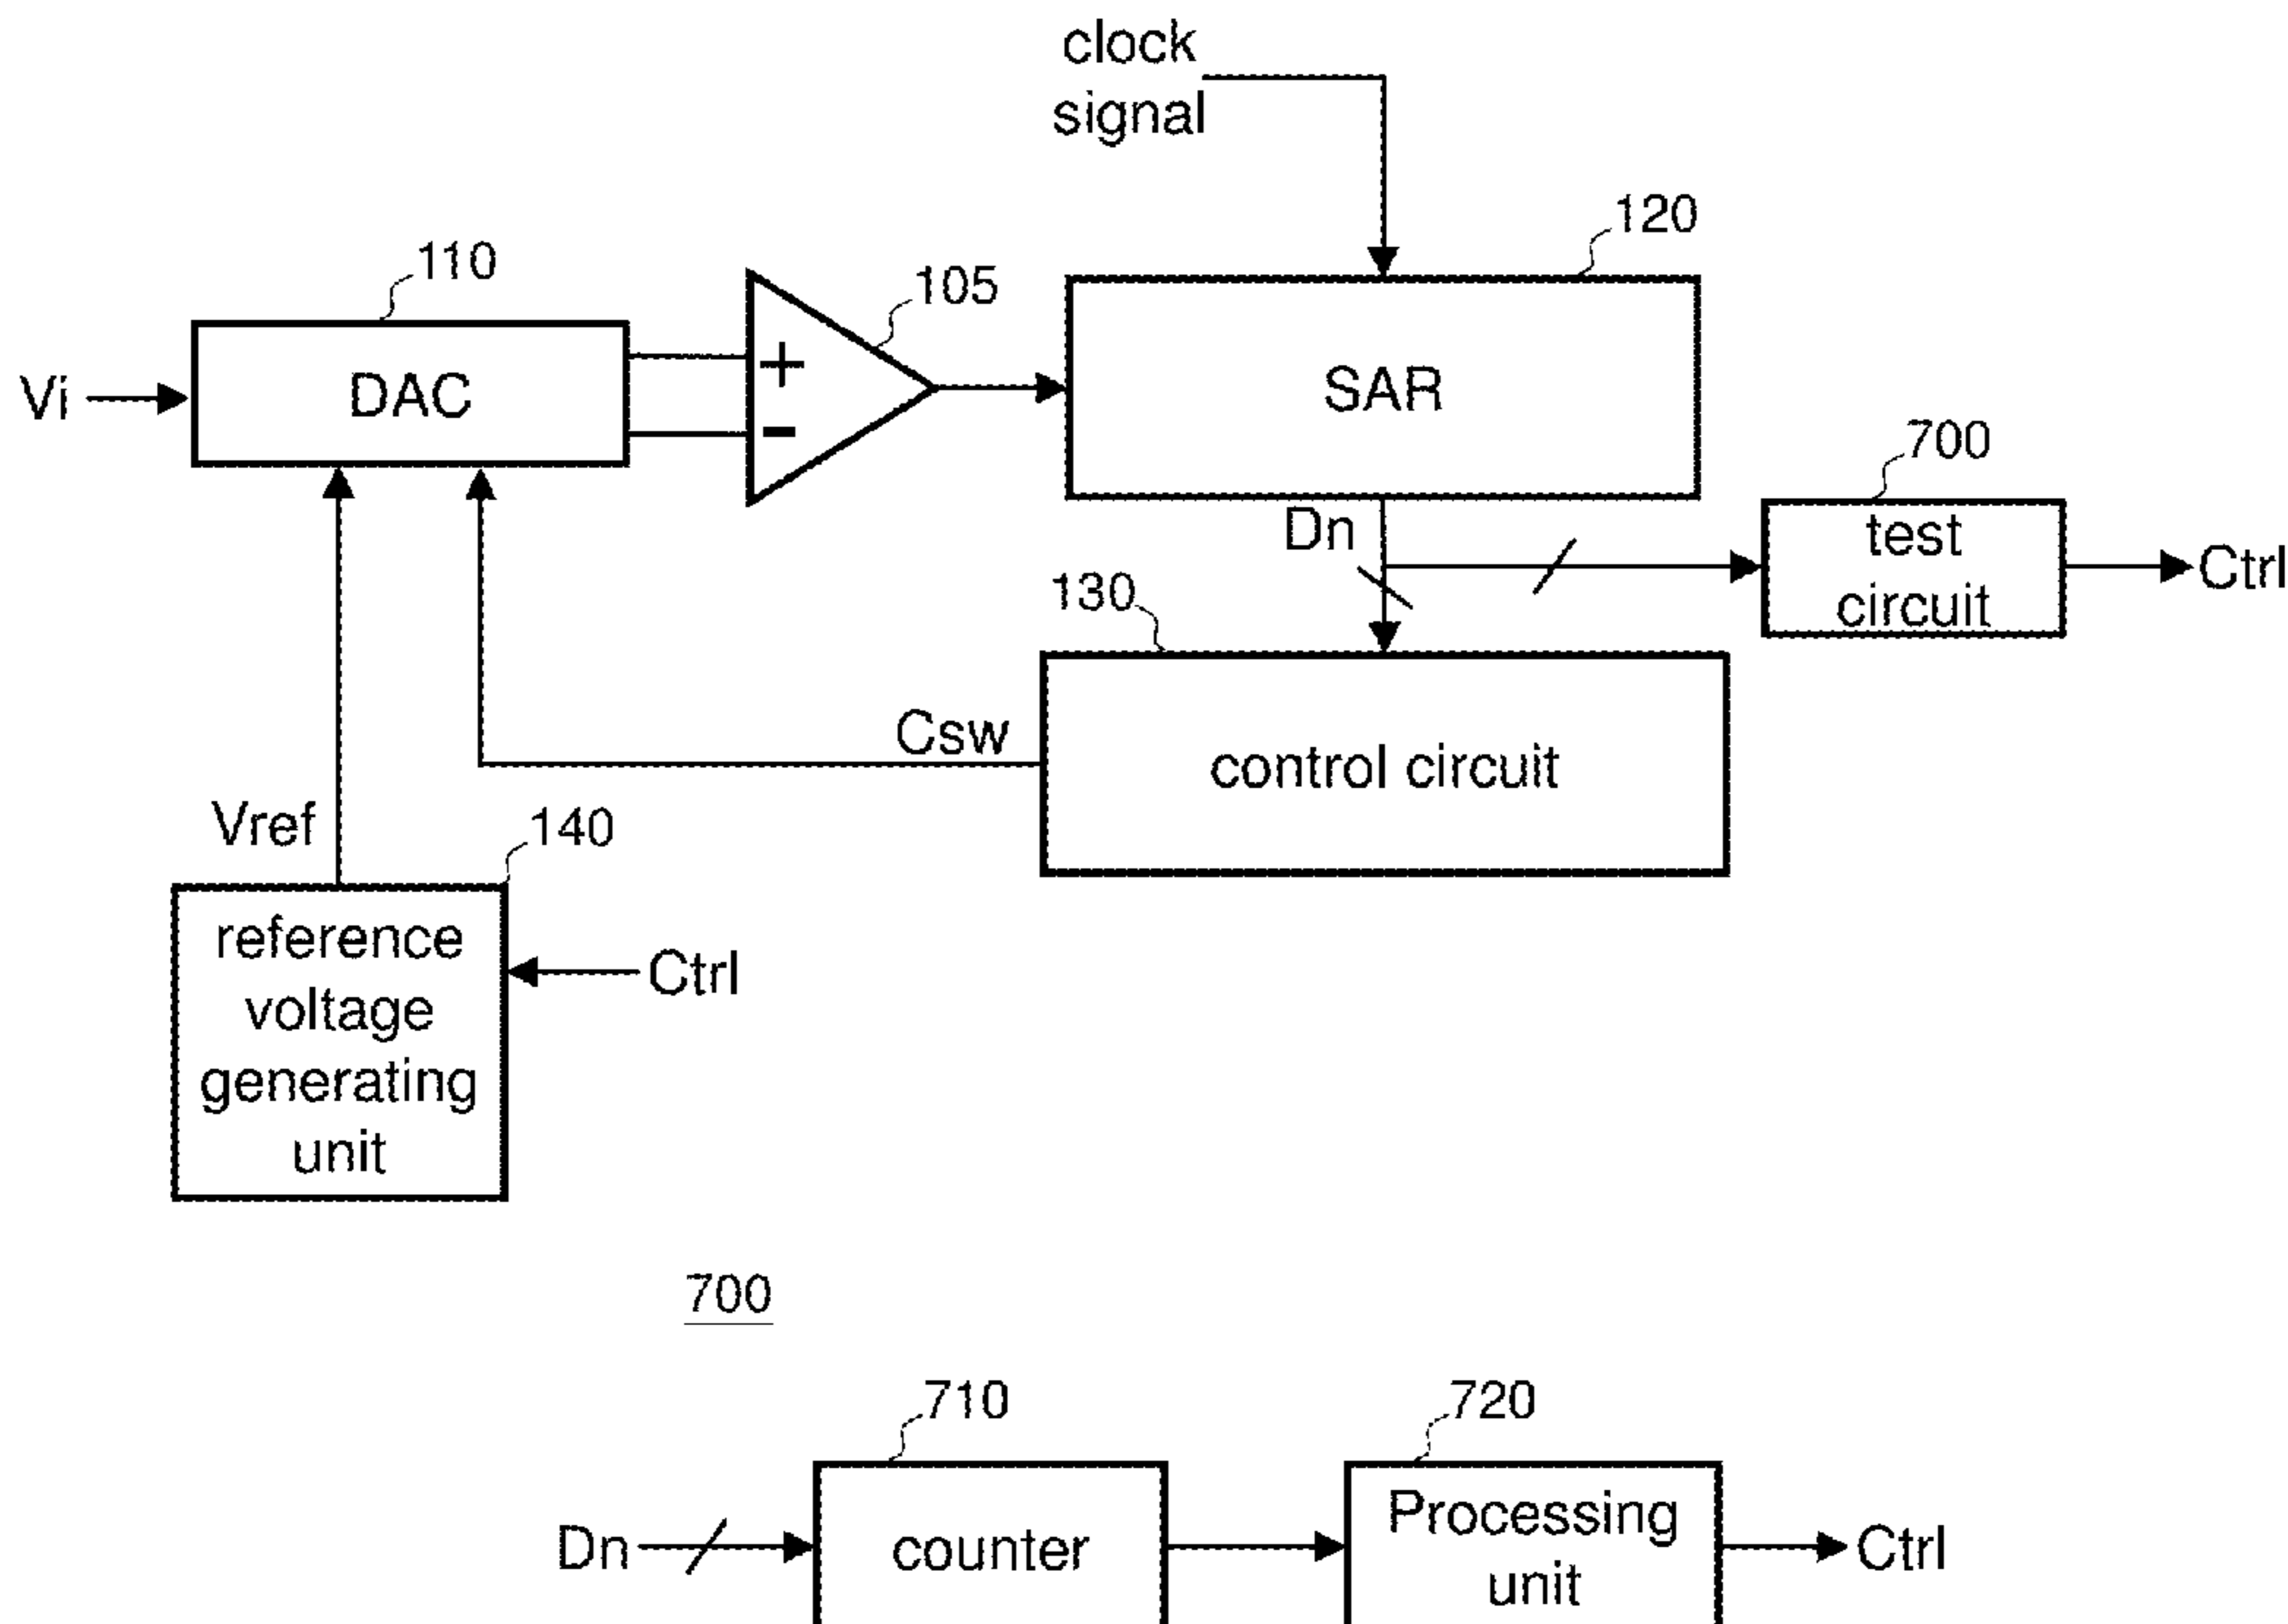 clock
signal
120
110
105
Vi
DAC
+
-
SAR
700
Dn
test
circuit
Ctrl
130
Csw
control circuit
Vref
140
reference
voltage
generating
unit
Ctrl
700
710
720
Dn
counter
Processing
unit
Ctrl